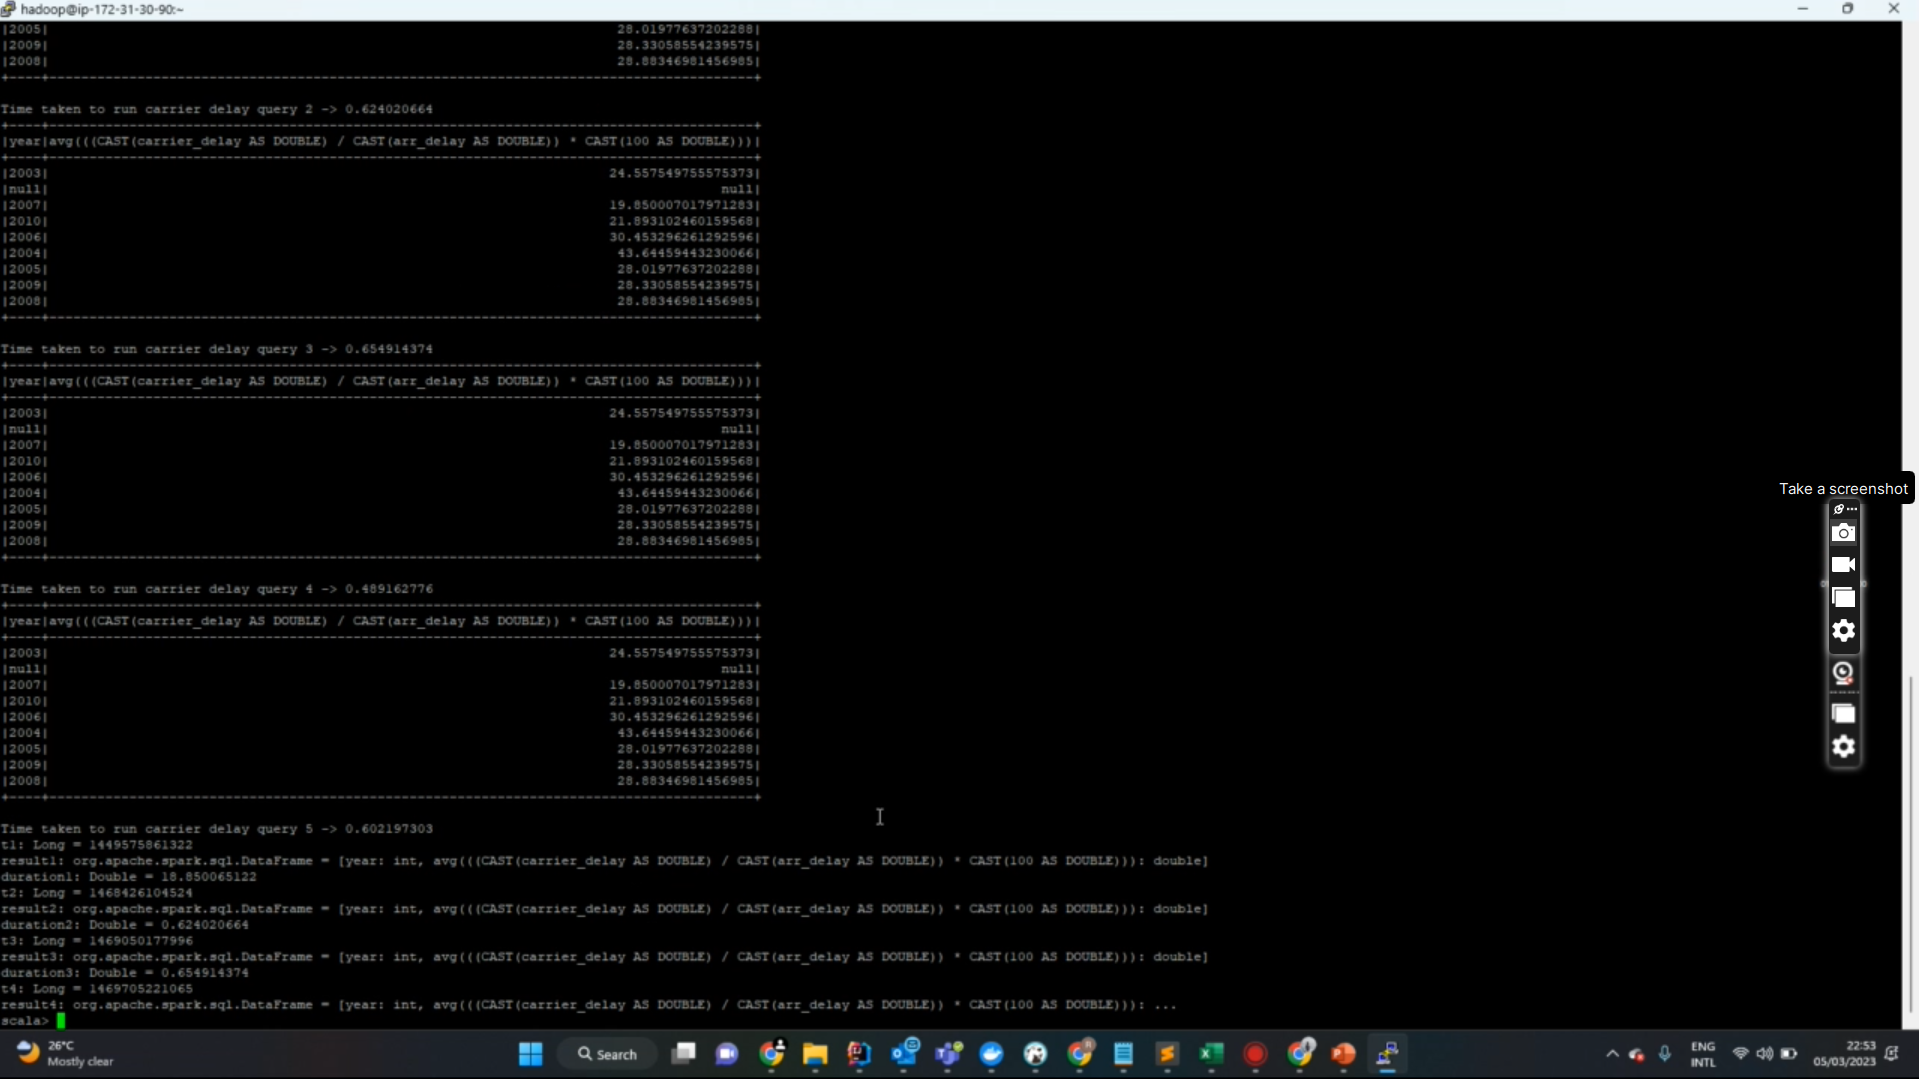 hadoop@ip-172-31-30-90:~
|2005| 28.01977637202288|
|2009| 28.33058554239575|
|2008| 28.88346981456985|
+----+--------------------------------------------------------------------------------+
Time taken to run carrier delay query 2 -> 0.624020664
+----+--------------------------------------------------------------------------------+
|year|avg(((CAST(carrier_delay AS DOUBLE) / CAST(arr_delay AS DOUBLE)) * CAST(100 AS DOUBLE)))|
+----+--------------------------------------------------------------------------------+
|2003| 24.557549755575373|
|null| null|
|2007| 19.850007017971283|
|2010| 21.893102460159568|
|2006| 30.453296261292596|
|2004| 43.64459443230066|
|2005| 28.01977637202288|
|2009| 28.33058554239575|
|2008| 28.88346981456985|
+----+--------------------------------------------------------------------------------+
Time taken to run carrier delay query 3 -> 0.654914374
+----+--------------------------------------------------------------------------------+
|year|avg(((CAST(carrier_delay AS DOUBLE) / CAST(arr_delay AS DOUBLE)) * CAST(100 AS DOUBLE)))|
+----+--------------------------------------------------------------------------------+
|2003| 24.557549755575373|
|null| null|
|2007| 19.850007017971283|
|2010| 21.893102460159568|
|2006| 30.453296261292596|
|2004| 43.64459443230066|
|2005| 28.01977637202288|
|2009| 28.33058554239575|
|2008| 28.88346981456985|
+----+--------------------------------------------------------------------------------+
Time taken to run carrier delay query 4 -> 0.489162776
+----+--------------------------------------------------------------------------------+
|year|avg(((CAST(carrier_delay AS DOUBLE) / CAST(arr_delay AS DOUBLE)) * CAST(100 AS DOUBLE)))|
+----+--------------------------------------------------------------------------------+
|2003| 24.557549755575373|
|null| null|
|2007| 19.850007017971283|
|2010| 21.893102460159568|
|2006| 30.453296261292596|
|2004| 43.64459443230066|
|2005| 28.01977637202288|
|2009| 28.33058554239575|
|2008| 28.88346981456985|
+----+--------------------------------------------------------------------------------+
Time taken to run carrier delay query 5 -> 0.602197303
t1: Long = 1449575861322
result1: org.apache.spark.sql.DataFrame = [year: int, avg(((CAST(carrier_delay AS DOUBLE) / CAST(arr_delay AS DOUBLE)) * CAST(100 AS DOUBLE))): double]
duration1: Double = 18.850065122
t2: Long = 1468426104524
result2: org.apache.spark.sql.DataFrame = [year: int, avg(((CAST(carrier_delay AS DOUBLE) / CAST(arr_delay AS DOUBLE)) * CAST(100 AS DOUBLE))): double]
duration2: Double = 0.624020664
t3: Long = 1469050177996
result3: org.apache.spark.sql.DataFrame = [year: int, avg(((CAST(carrier_delay AS DOUBLE) / CAST(arr_delay AS DOUBLE)) * CAST(100 AS DOUBLE))): double]
duration3: Double = 0.654914374
t4: Long = 1469705221065
result4: org.apache.spark.sql.DataFrame = [year: int, avg(((CAST(carrier_delay AS DOUBLE) / CAST(arr_delay AS DOUBLE)) * CAST(100 AS DOUBLE))): ...
scala>
Take a screenshot
26°C
Mostly clear
Search
ENG
INTL
22:53
05/03/2023